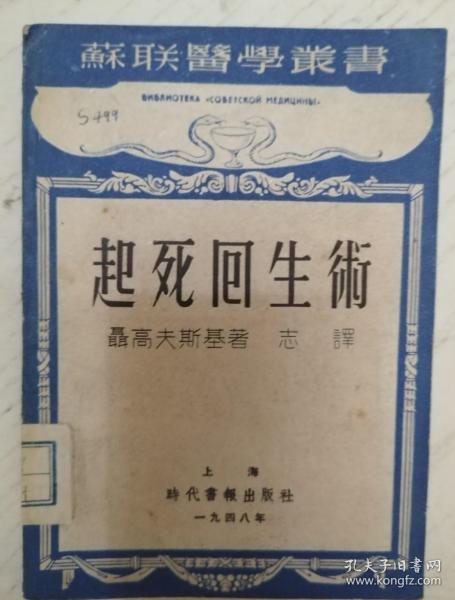 蘇联醫學叢書
БИБЛИОТЕКА «СОВЕТСКОЙ МЕДИЦИНЫ»
S499
起死回生術
聶高夫斯基著 志 譯
上海
時代書報出版社
一九四八年
孔夫子旧书网
www.kongfz.com